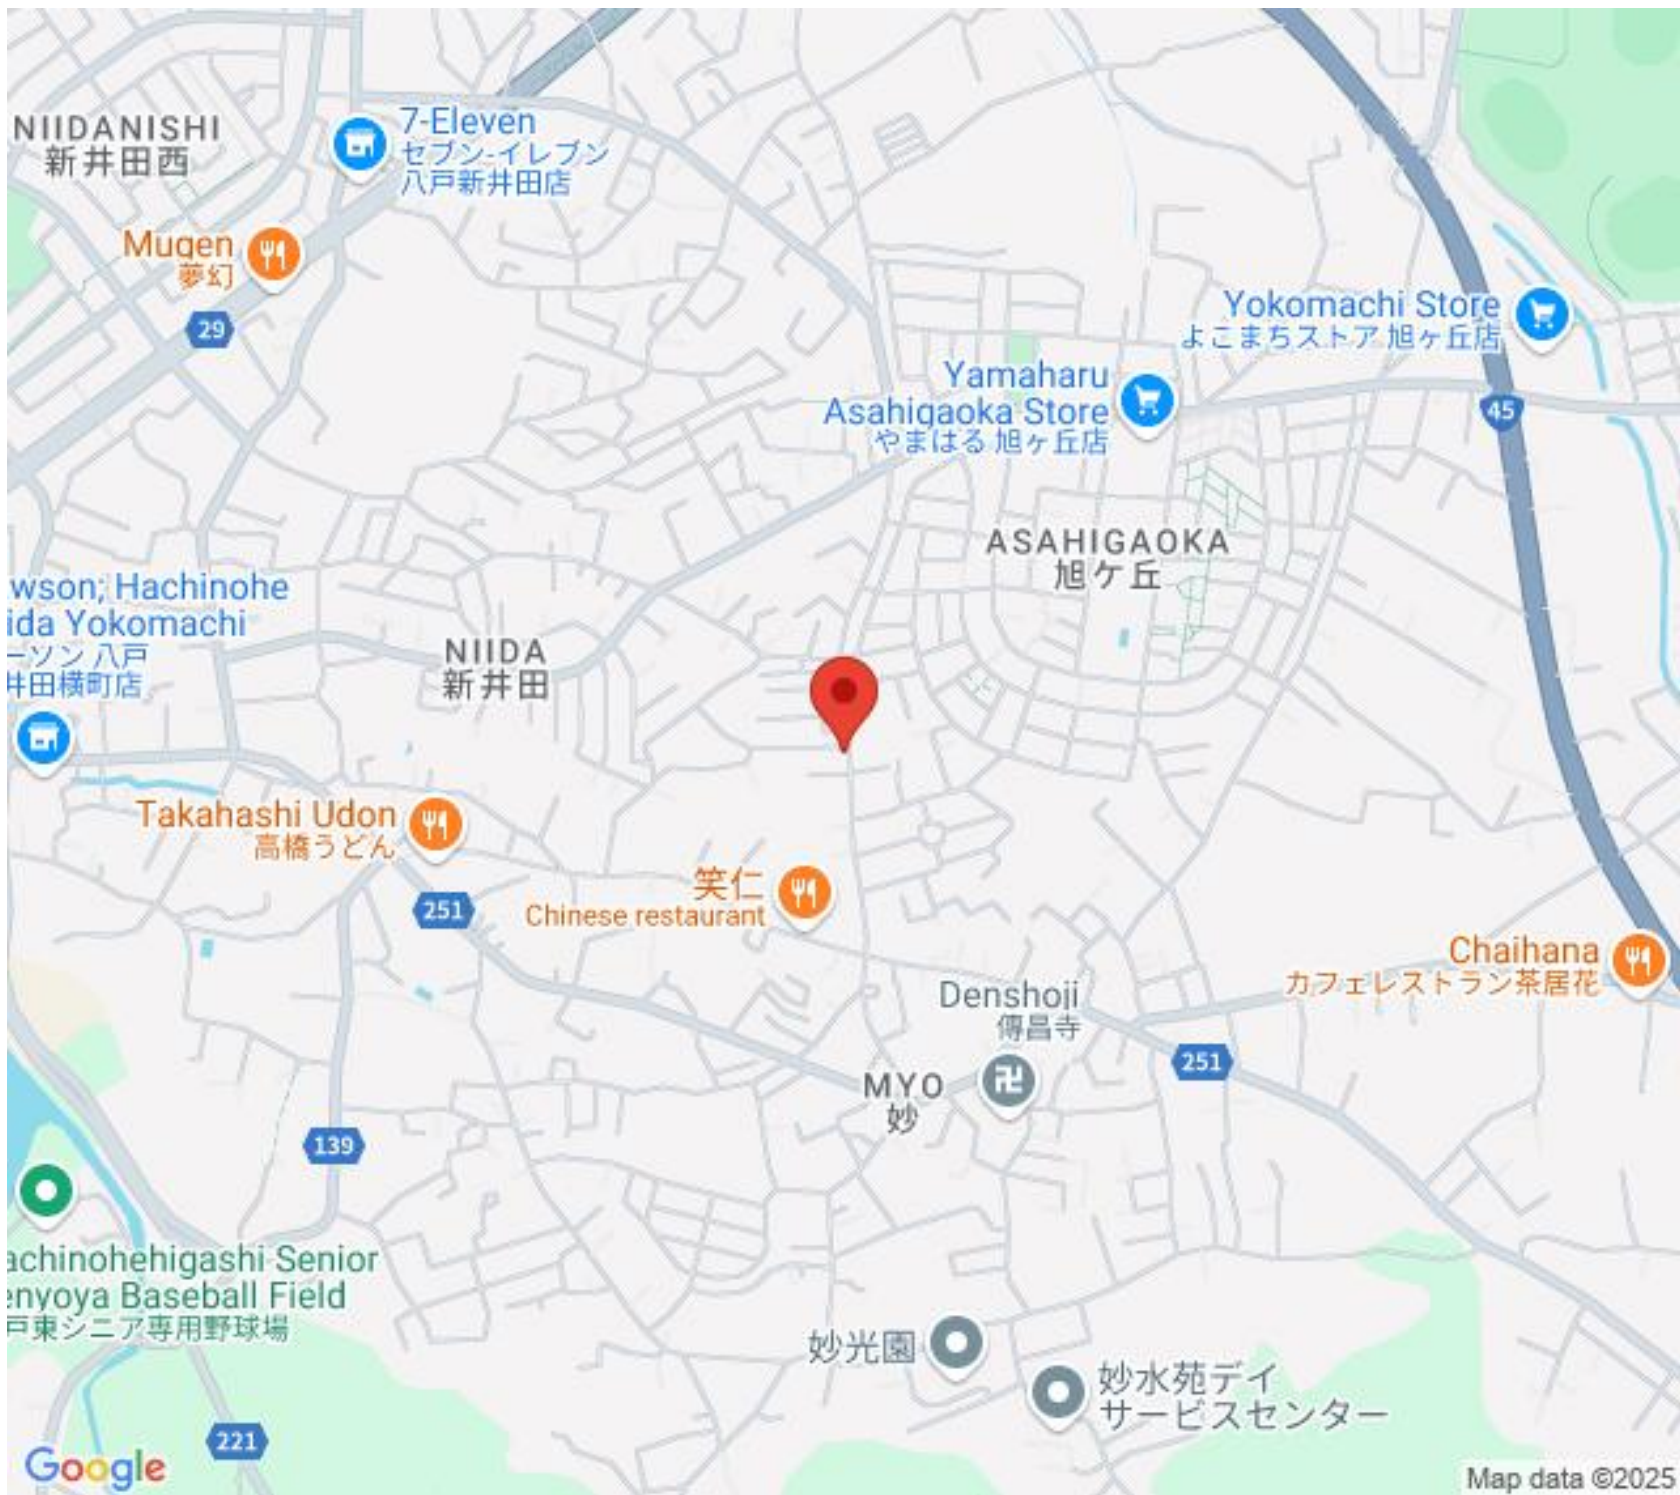 7-Eleven
セブン-イレブン
八戸新井田店
NIIDANISHI
新井田西
Mugen
夢幻
29
Yokomachi Store
よこまちストア 旭ヶ丘店
Yamaharu
Asahigaoka Store
やまはる 旭ヶ丘店
45
ASAHIGAOKA
旭ケ丘
wson; Hachinohe
ida Yokomachi
ーソン 八戸
井田横町店
NIIDA
新井田
Takahashi Udon
高橋うどん
笑仁
Chinese restaurant
251
Chaihana
カフェレストラン茶居花
Denshoji
傳昌寺
251
MYO
妙
139
achinohehigashi Senior
enyoya Baseball Field
戸東シニア専用野球場
妙光園
妙水苑デイ
サービスセンター
221
Google
Map data ©2025